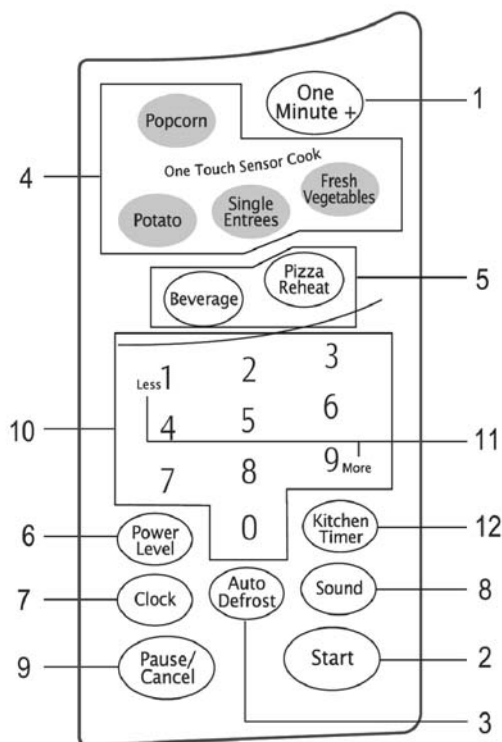 One
Minute +
1
Popcorn
One Touch Sensor Cook
4
Fresh
Vegetables
Single
Entrees
Potato
Pizza
Reheat
5
Beverage
1 2 3
Less
4 5 6
10
11
7 8 9
More
0
6
Power
Level
Kitchen
Timer
12
7
Clock
Auto
Defrost
Sound
8
9
Pause/
Cancel
Start
2
3